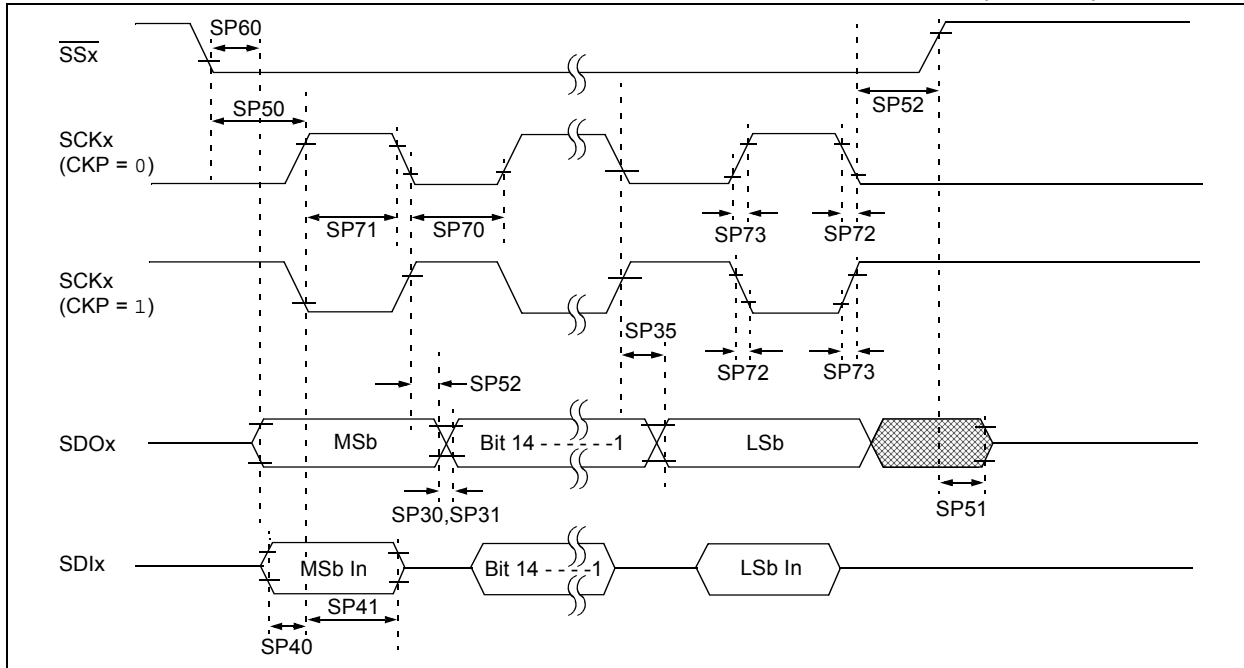 SP60
SSx
SP50
SP52
SCKx
(CKP = 0)
SP71
SP70
SP73
SP72
SCKx
(CKP = 1)
SP35
SP72
SP73
SP52
SDOx
MSb
Bit 14 - - - - - -1
LSb
SP30,SP31
SP51
SDIx
MSb In
Bit 14 - - - -1
LSb In
SP41
SP40